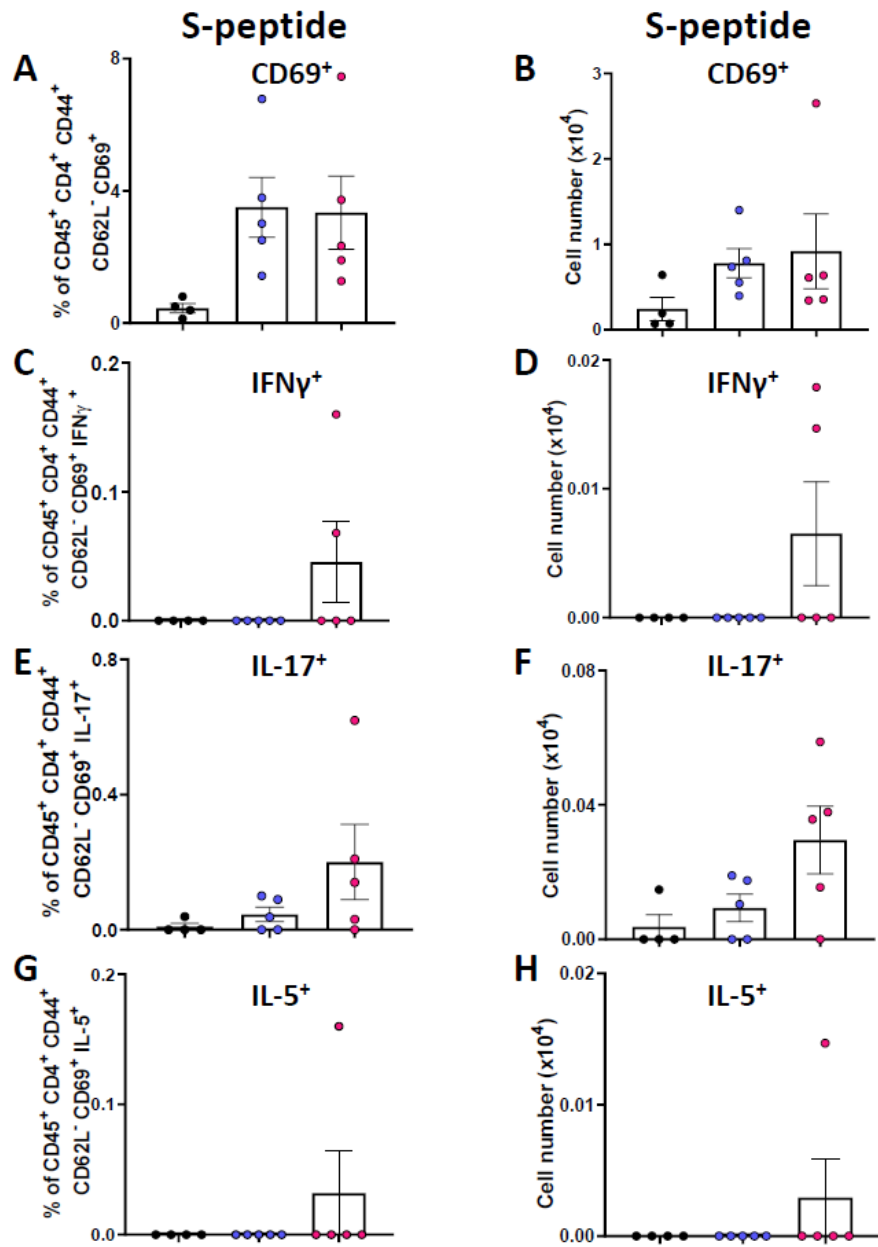 S-peptide
S-peptide
A
CD69⁺
B
CD69⁺
% of CD45⁺ CD4⁺ CD44⁺
CD62L⁻ CD69⁺
8
4
0
Cell number (x10⁴)
3
2
1
0
C
IFNγ⁺
D
IFNγ⁺
% of CD45⁺ CD4⁺ CD44⁺
CD62L⁻ CD69⁺ IFNγ⁺
0.2
0.1
0.0
Cell number (x10⁴)
0.02
0.01
0.00
E
IL-17⁺
F
IL-17⁺
% of CD45⁺ CD4⁺ CD44⁺
CD62L⁻ CD69⁺ IL-17⁺
0.8
0.4
0.0
Cell number (x10⁴)
0.08
0.04
0.00
G
IL-5⁺
H
IL-5⁺
% of CD45⁺ CD4⁺ CD44⁺
CD62L⁻ CD69⁺ IL-5⁺
0.2
0.1
0.0
Cell number (x10⁴)
0.02
0.01
0.00